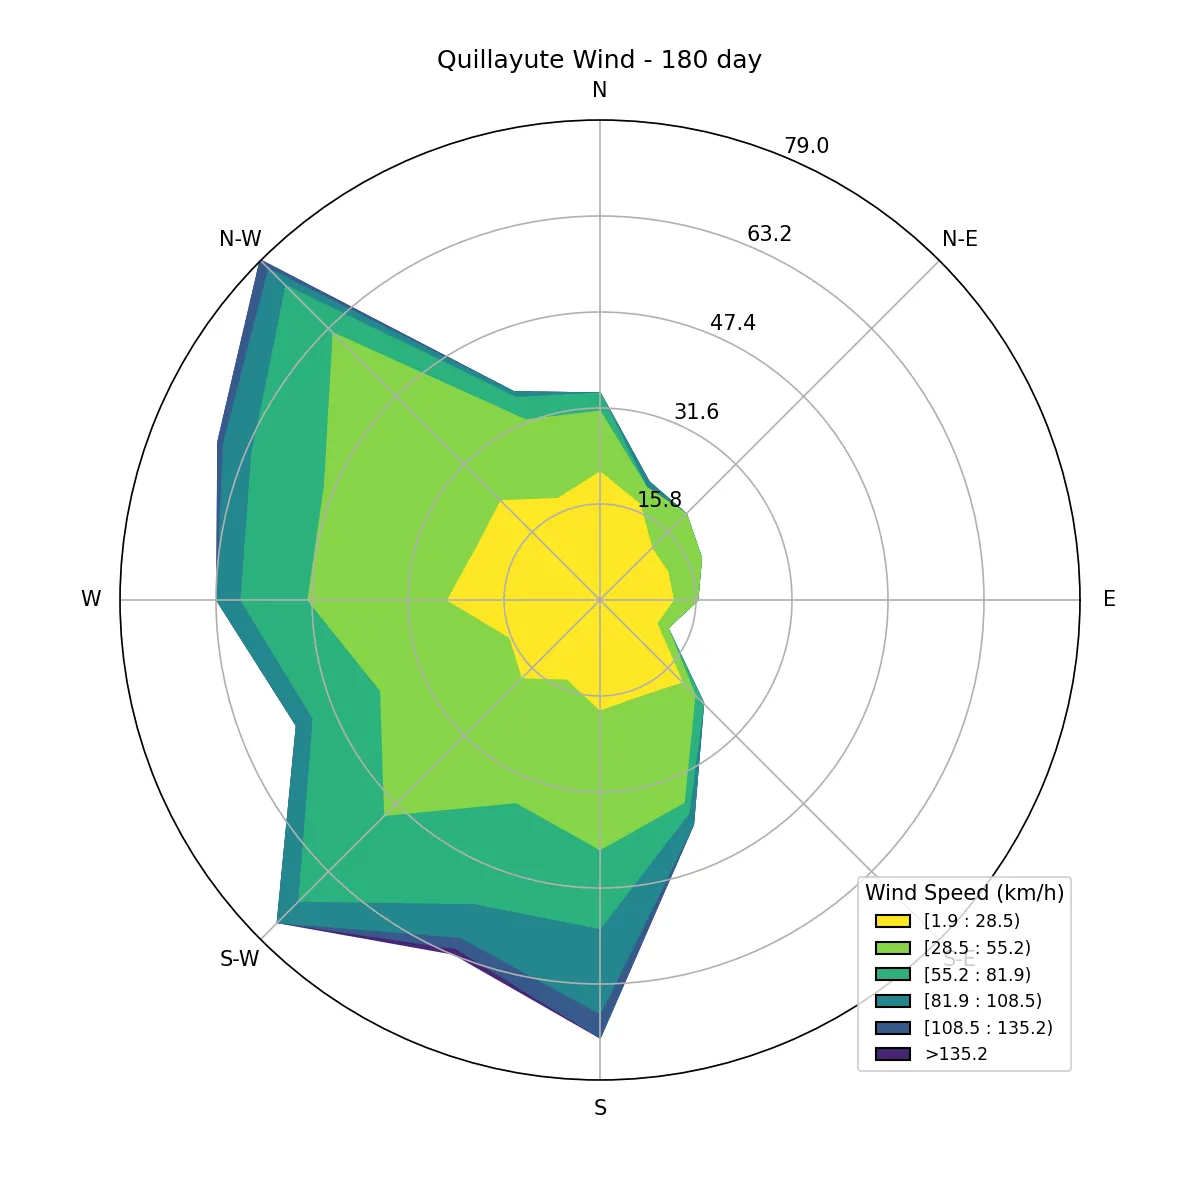 Quillayute Wind - 180 day
N
79.0
63.2
N-W
N-E
47.4
31.6
15.8
W
E
Wind Speed (km/h)
[1.9 : 28.5)
[28.5 : 55.2)
S-W
S-E
[55.2 : 81.9)
[81.9 : 108.5)
[108.5 : 135.2)
>135.2
S